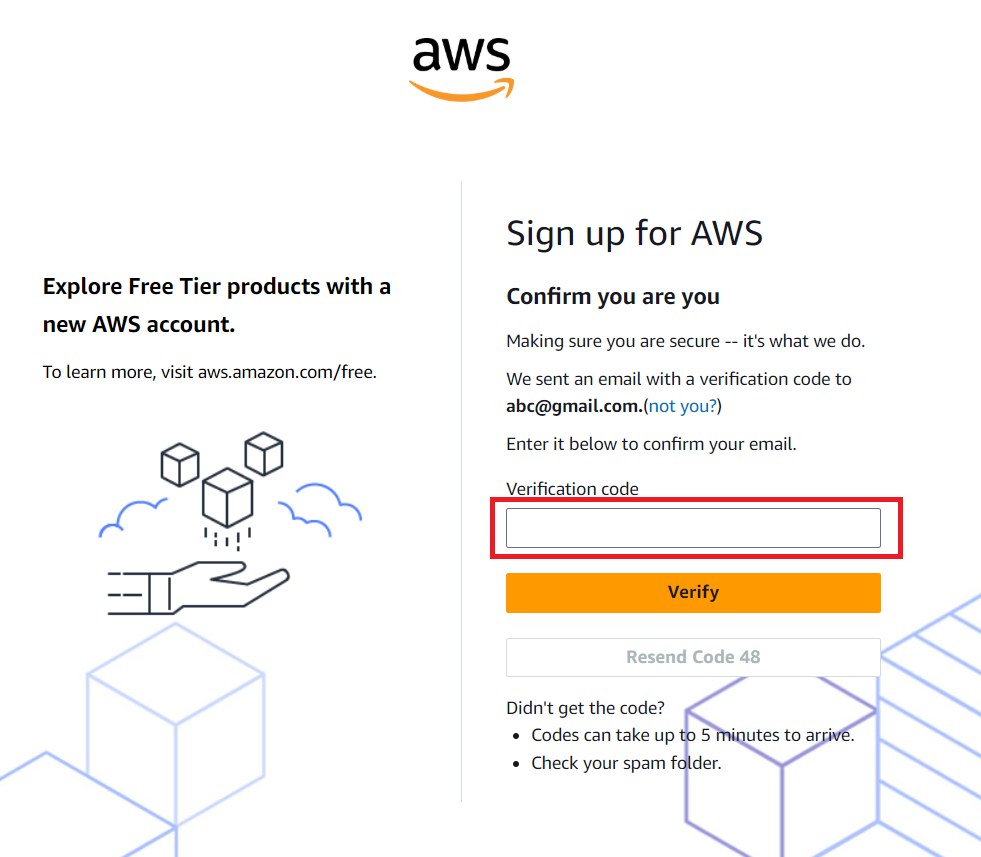 aws
Explore Free Tier products with a
new AWS account.
To learn more, visit aws.amazon.com/free.
Sign up for AWS
Confirm you are you
Making sure you are secure -- it's what we do.
We sent an email with a verification code to
abc@gmail.com.(not you?)
Enter it below to confirm your email.
Verification code
Verify
Resend Code 48
Didn't get the code?
• Codes can take up to 5 minutes to arrive.
• Check your spam folder.